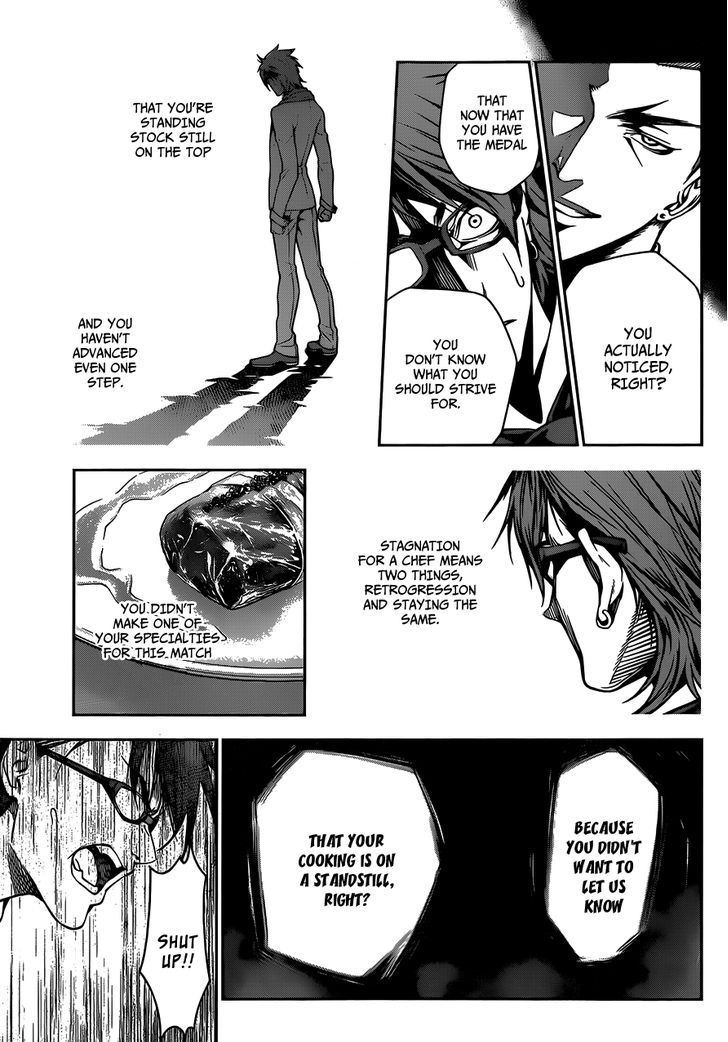 YOU
ACTUALLY
NOTICED,
RIGHT?
THAT
NOW THAT
YOU HAVE
THE MEDAL
YOU
DON'T KNOW
WHAT YOU
SHOULD STRIVE
FOR.
THAT YOU'RE
STANDING
STOCK STILL
ON THE TOP
AND YOU
HAVEN'T
ADVANCED
EVEN ONE
STEP.
STAGNATION
FOR A CHEF MEANS
TWO THINGS,
RETROGRESSION
AND STAYING THE
SAME.
YOU DIDN'T
MAKE ONE OF
YOUR SPECIALTIES
FOR THIS MATCH
BECAUSE
YOU DIDN'T
WANT TO
LET US
KNOW
THAT YOUR
COOKING IS ON
A STANDSTILL,
RIGHT?
SHUT
UP!!